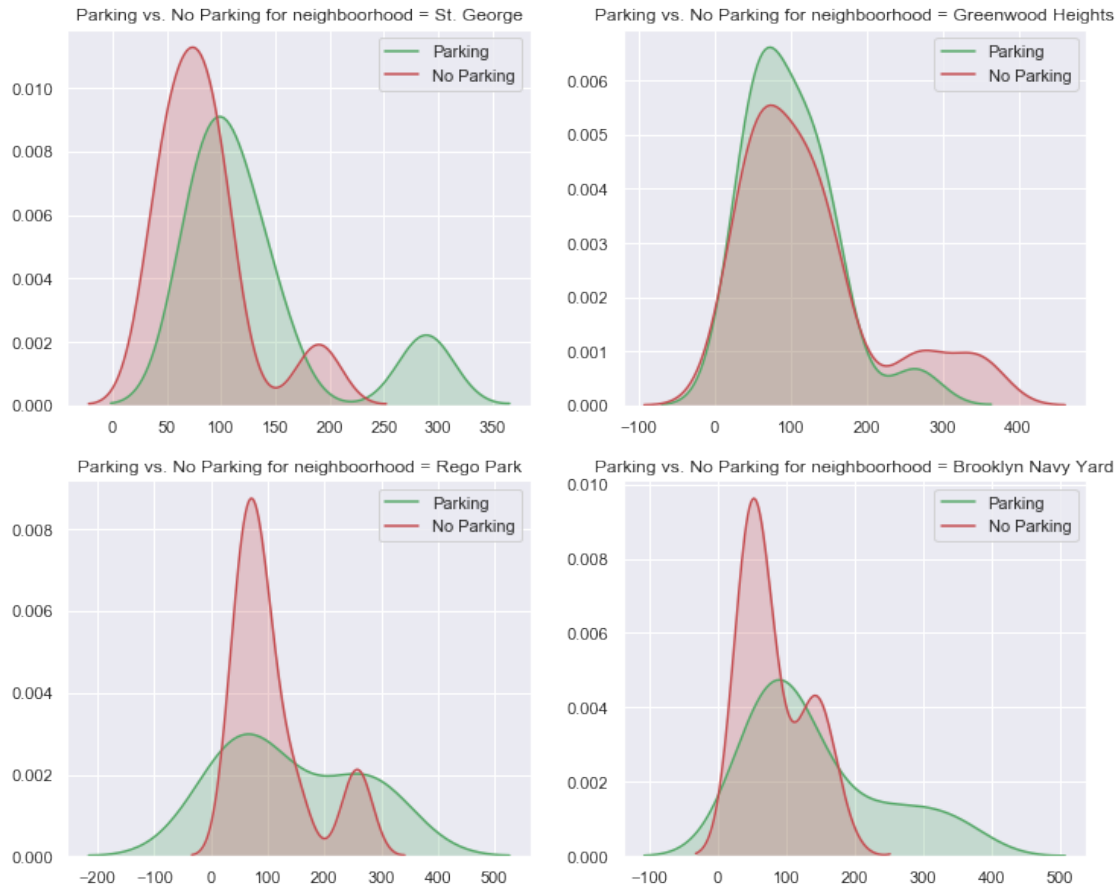 Parking vs. No Parking for neighboorhood = St. George
Parking
No Parking
0.010
0.008
0.006
0.004
0.002
0.000
0 50 100 150 200 250 300 350
Parking vs. No Parking for neighboorhood = Greenwood Heights
Parking
No Parking
0.006
0.005
0.004
0.003
0.002
0.001
0.000
−100 0 100 200 300 400
Parking vs. No Parking for neighboorhood = Rego Park
Parking
No Parking
0.008
0.006
0.004
0.002
0.000
−200 −100 0 100 200 300 400 500
Parking vs. No Parking for neighboorhood = Brooklyn Navy Yard
Parking
No Parking
0.010
0.008
0.006
0.004
0.002
0.000
−100 0 100 200 300 400 500